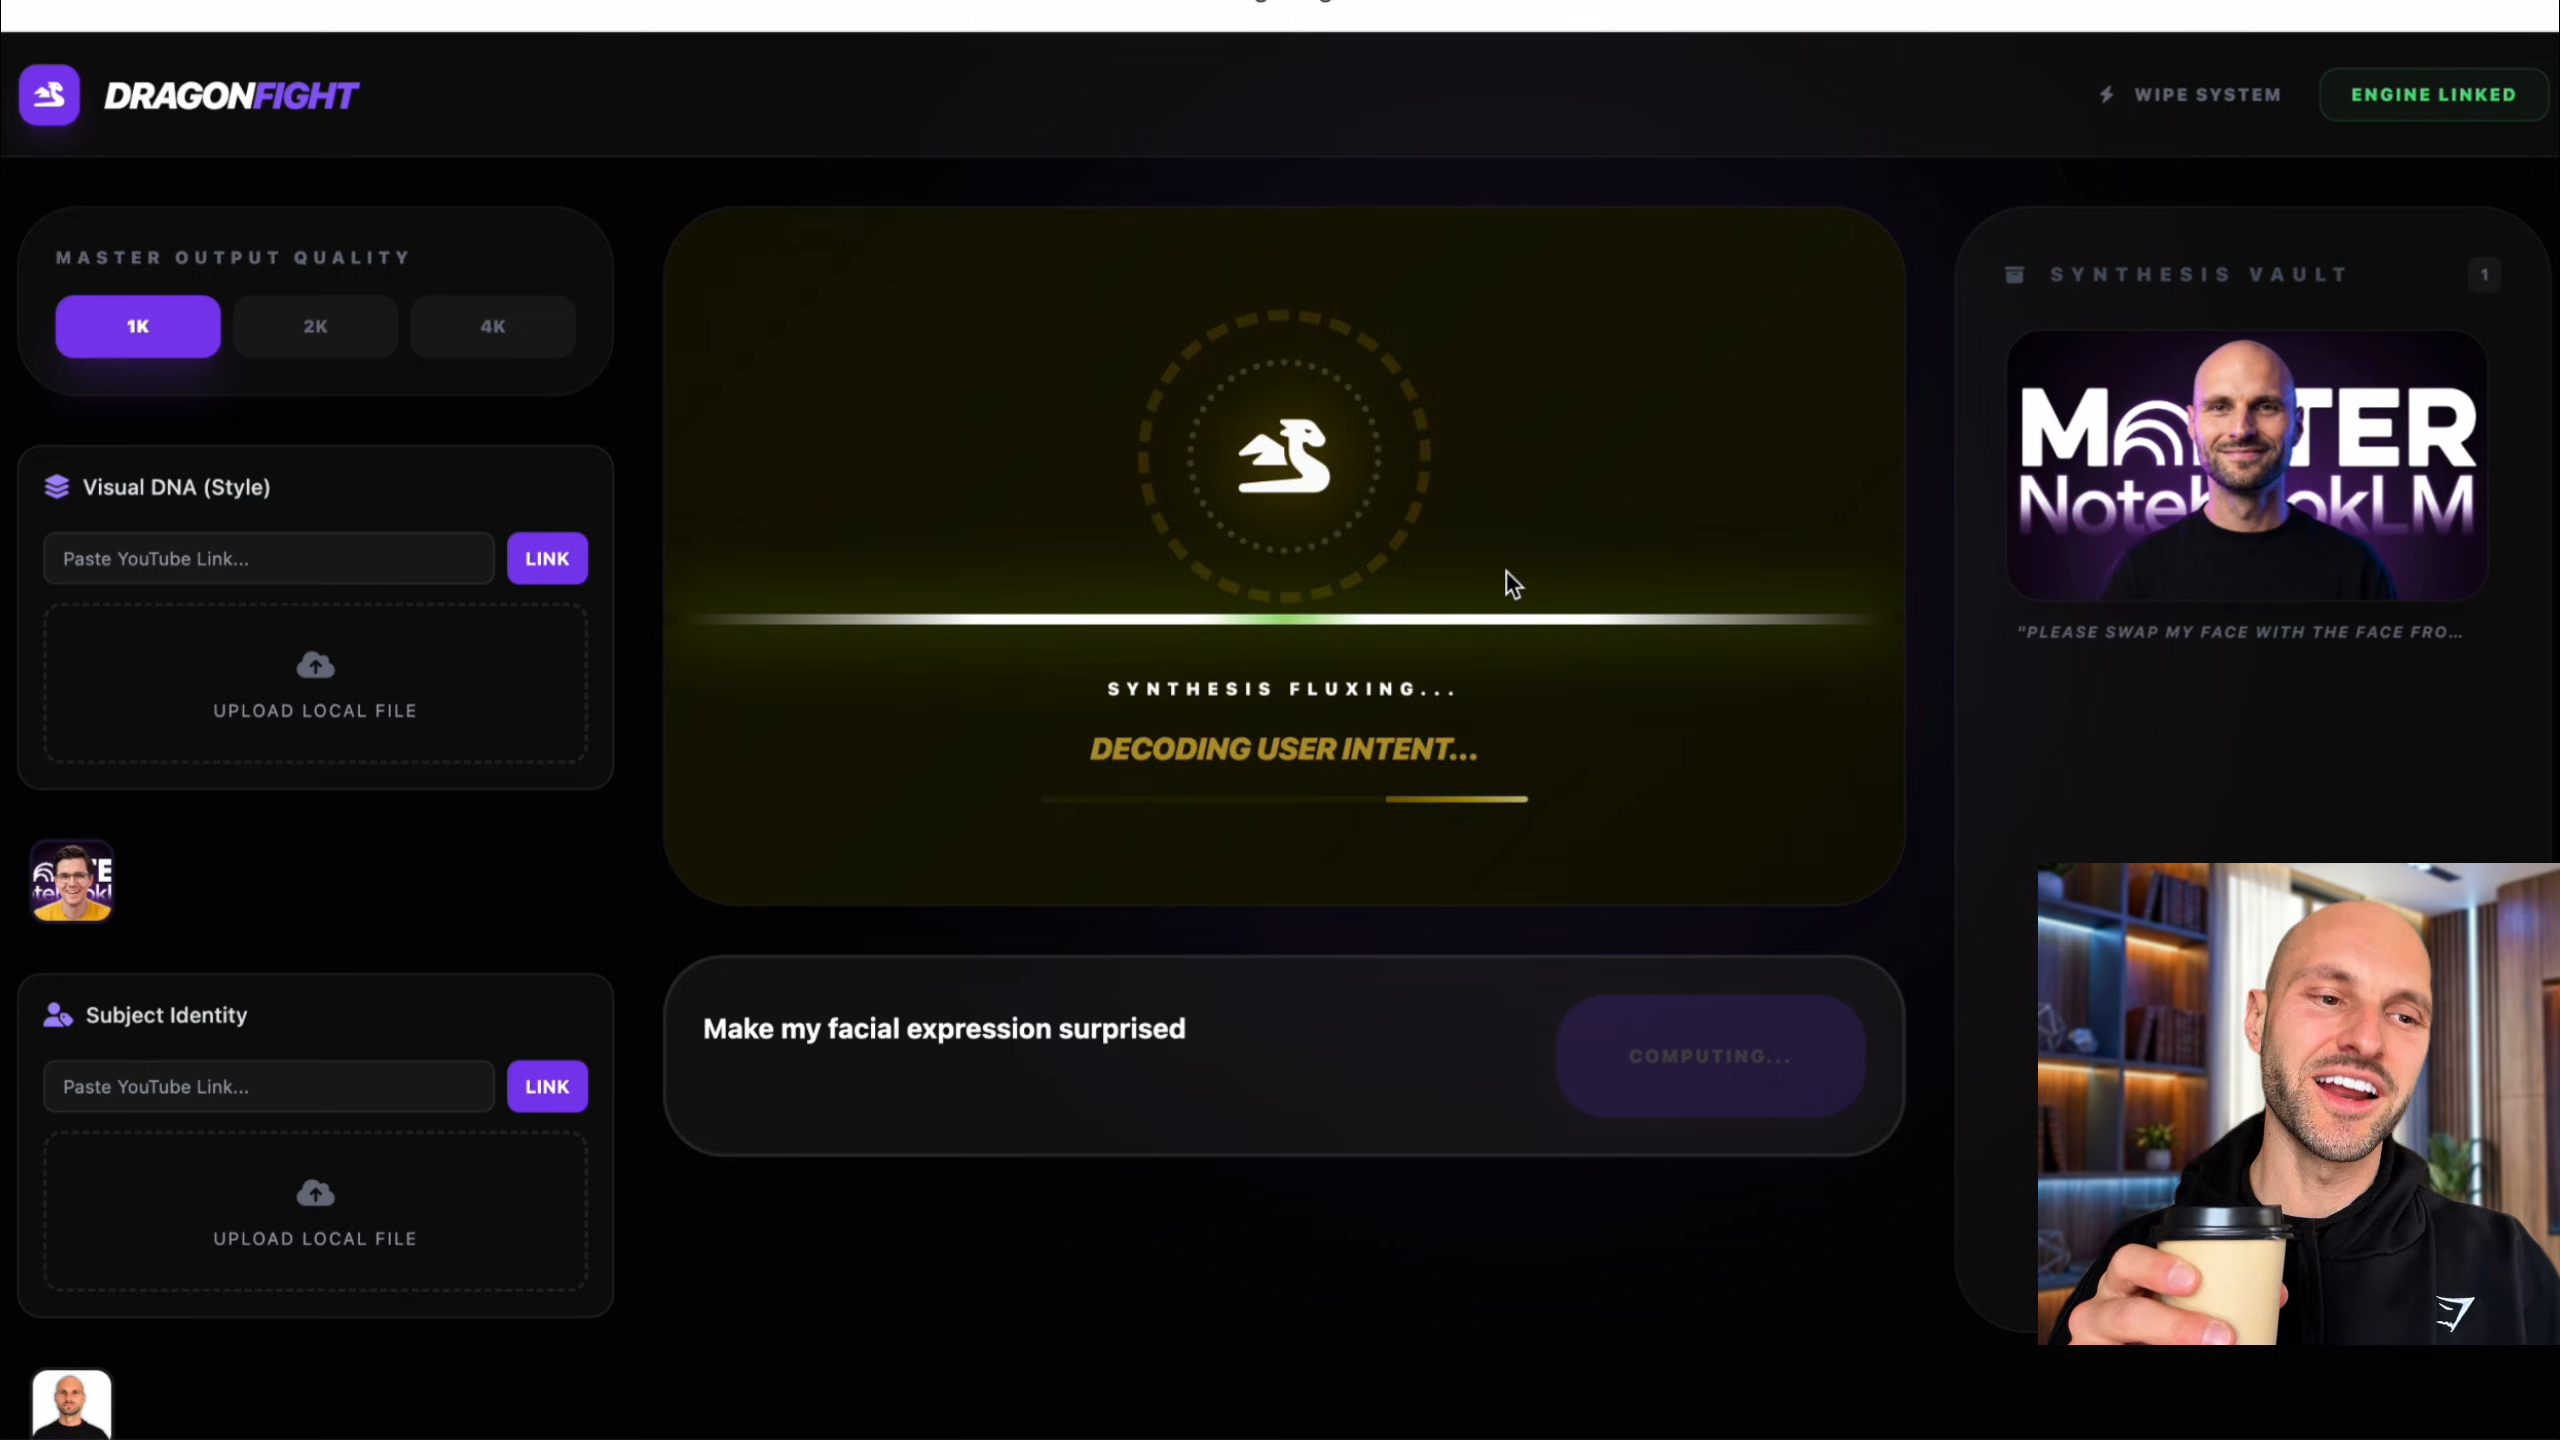 DRAGONFIGHT
WIPE SYSTEM
ENGINE LINKED
MASTER OUTPUT QUALITY
1K
2K
4K
Visual DNA (Style)
Paste YouTube Link...
LINK
UPLOAD LOCAL FILE
Subject Identity
Paste YouTube Link...
LINK
UPLOAD LOCAL FILE
SYNTHESIS FLUXING...
DECODING USER INTENT...
Make my facial expression surprised
COMPUTING...
SYNTHESIS VAULT
1
"PLEASE SWAP MY FACE WITH THE FACE FRO...